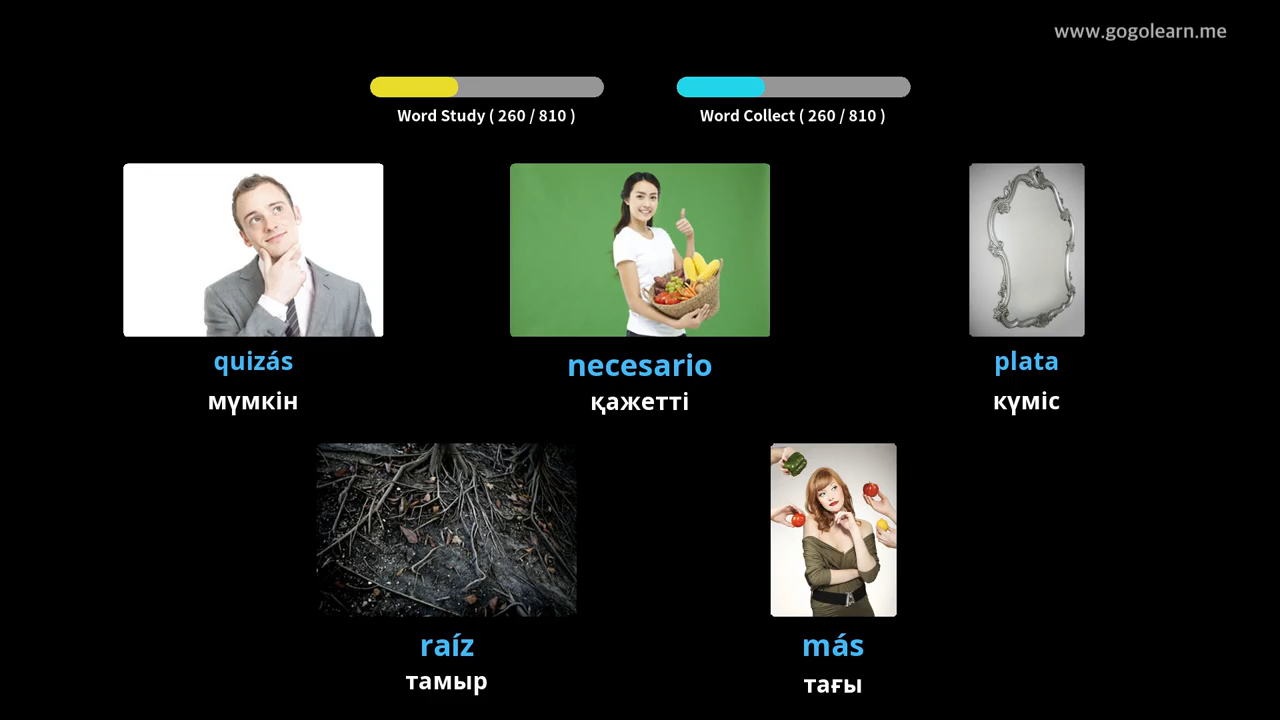 www.gogolearn.me
Word Study ( 260 / 810 )
Word Collect ( 260 / 810 )
quizás
мүмкін
necesario
қажетті
plata
күміс
raíz
тамыр
más
тағы